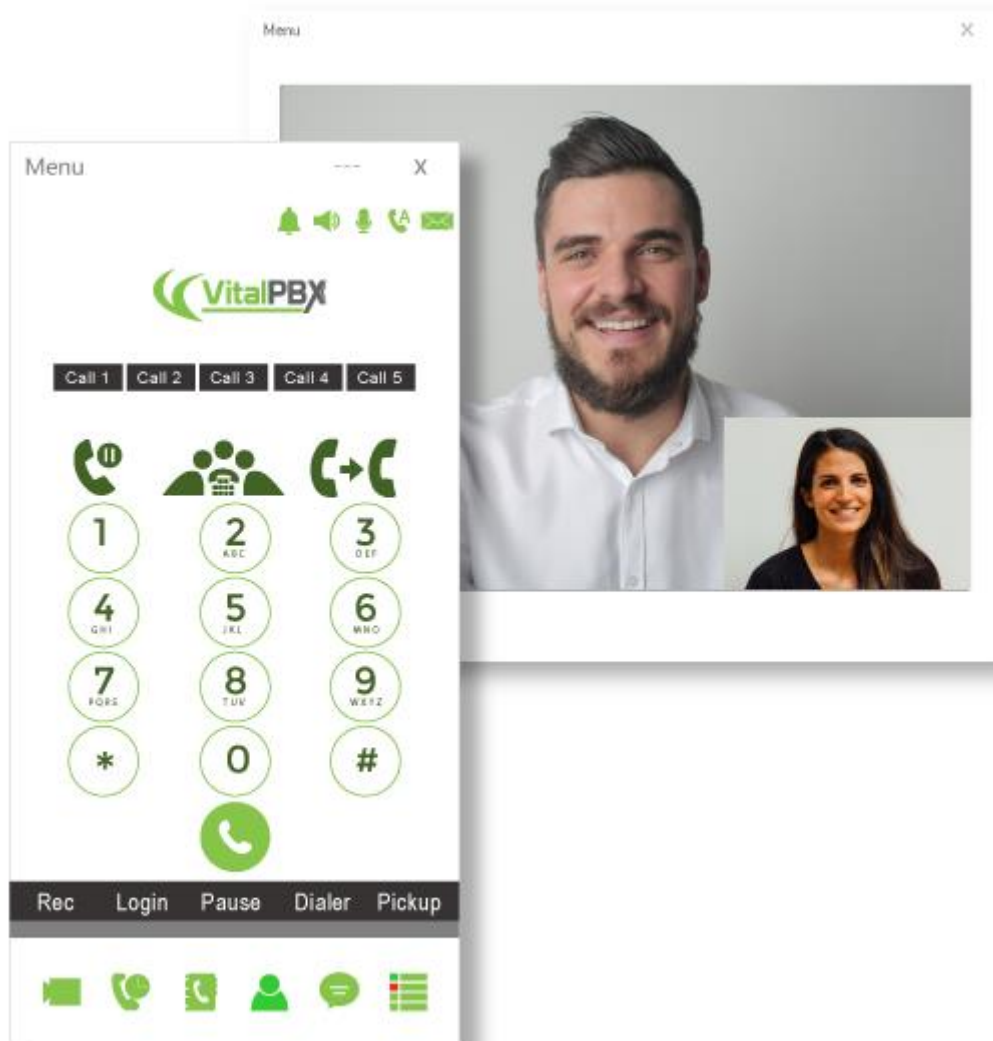 Menu X
Menu --- X
A
VitalPBX
Call 1 Call 2 Call 3 Call 4 Call 5
1 2 3
ABC DEF
4 5 6
GHI JKL MNO
7 8 9
PQRS TUV WXYZ
* 0 #
Rec Login Pause Dialer Pickup